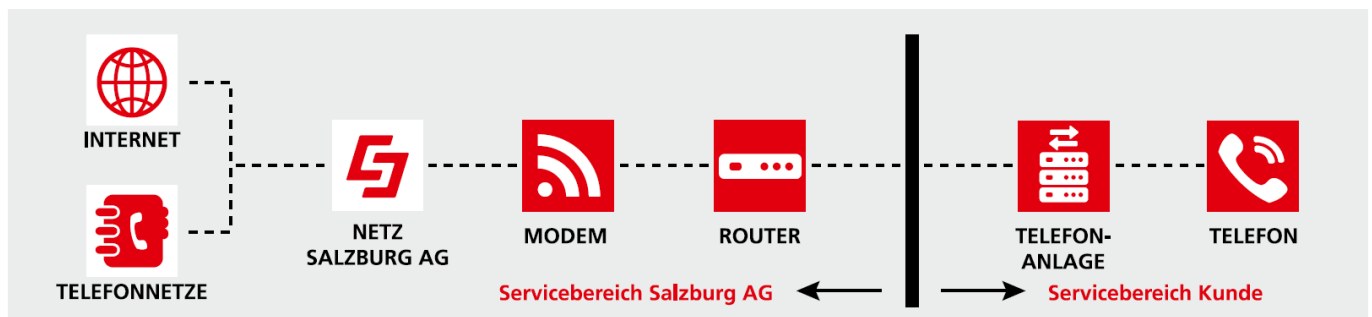 INTERNET
TELEFONNETZE
NETZ
SALZBURG AG
MODEM
ROUTER
TELEFON-
ANLAGE
TELEFON
Servicebereich Salzburg AG
Servicebereich Kunde